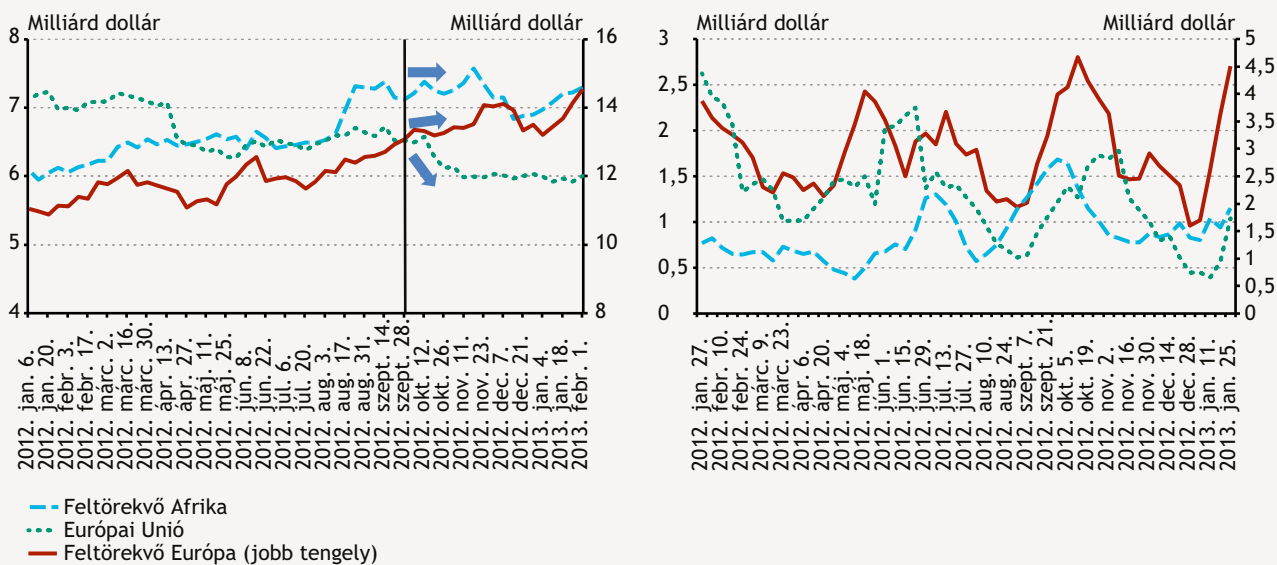 Milliárd dollár
Milliárd dollár
8
7
6
5
4
16
14
12
10
8
2012. jan. 6.
2012. jan. 20.
2012. febr. 3.
2012. febr. 17.
2012. márc. 2.
2012. márc. 16.
2012. márc. 30.
2012. ápr. 13.
2012. ápr. 27.
2012. máj. 11.
2012. máj. 25.
2012. jún. 8.
2012. jún. 22.
2012. júl. 6.
2012. júl. 20.
2012. aug. 3.
2012. aug. 17.
2012. aug. 31.
2012. szept. 14.
2012. szept. 28.
2012. okt. 12.
2012. okt. 26.
2012. nov. 11.
2012. nov. 23.
2012. dec. 7.
2012. dec. 21.
2013. jan. 4.
2013. jan. 18.
2013. febr. 1.
Milliárd dollár
Milliárd dollár
3
2,5
2
1,5
1
0,5
0
5
4,5
4
3,5
3
2,5
2
1,5
1
0,5
0
2012. jan. 27.
2012. febr. 10.
2012. febr. 24.
2012. márc. 9.
2012. márc. 23.
2012. ápr. 6.
2012. ápr. 20.
2012. máj. 4.
2012. máj. 18.
2012. jún. 1.
2012. jún. 15.
2012. jún. 29.
2012. júl. 13.
2012. júl. 27.
2012. aug. 10.
2012. aug. 24.
2012. szept. 7.
2012. szept. 21.
2012. okt. 5.
2012. okt. 19.
2012. nov. 2.
2012. nov. 16.
2012. nov. 30.
2012. dec. 14.
2012. dec. 28.
2013. jan. 11.
2013. jan. 25.
Feltörekvő Afrika
Európai Unió
Feltörekvő Európa (jobb tengely)